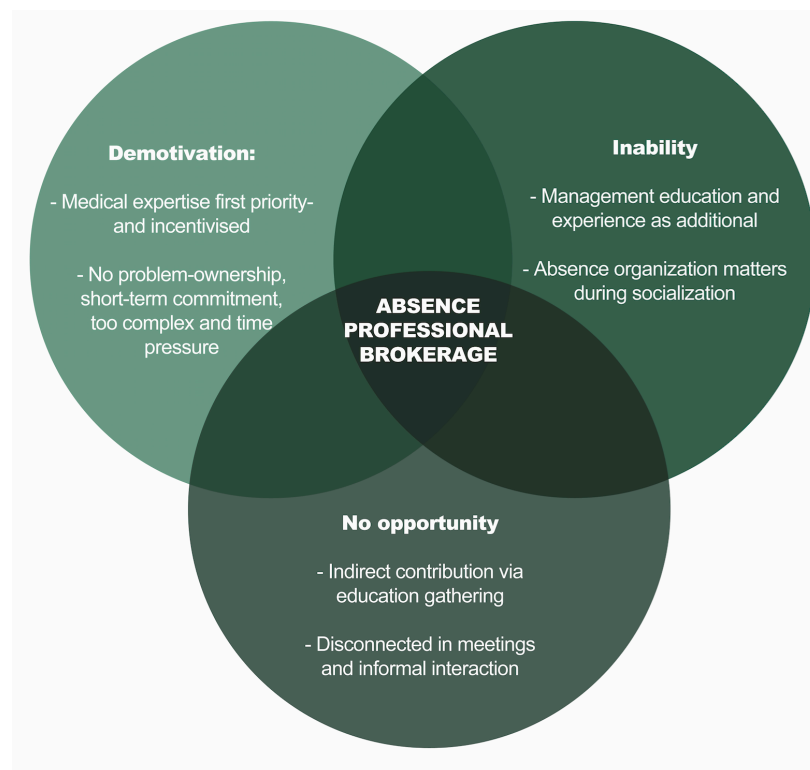 Demotivation:
- Medical expertise first priority-
and incentivised
- No problem-ownership,
short-term commitment,
too complex and time
pressure
Inability
- Management education and
experience as additional
- Absence organization matters
during socialization
ABSENCE
PROFESSIONAL
BROKERAGE
No opportunity
- Indirect contribution via
education gathering
- Disconnected in meetings
and informal interaction